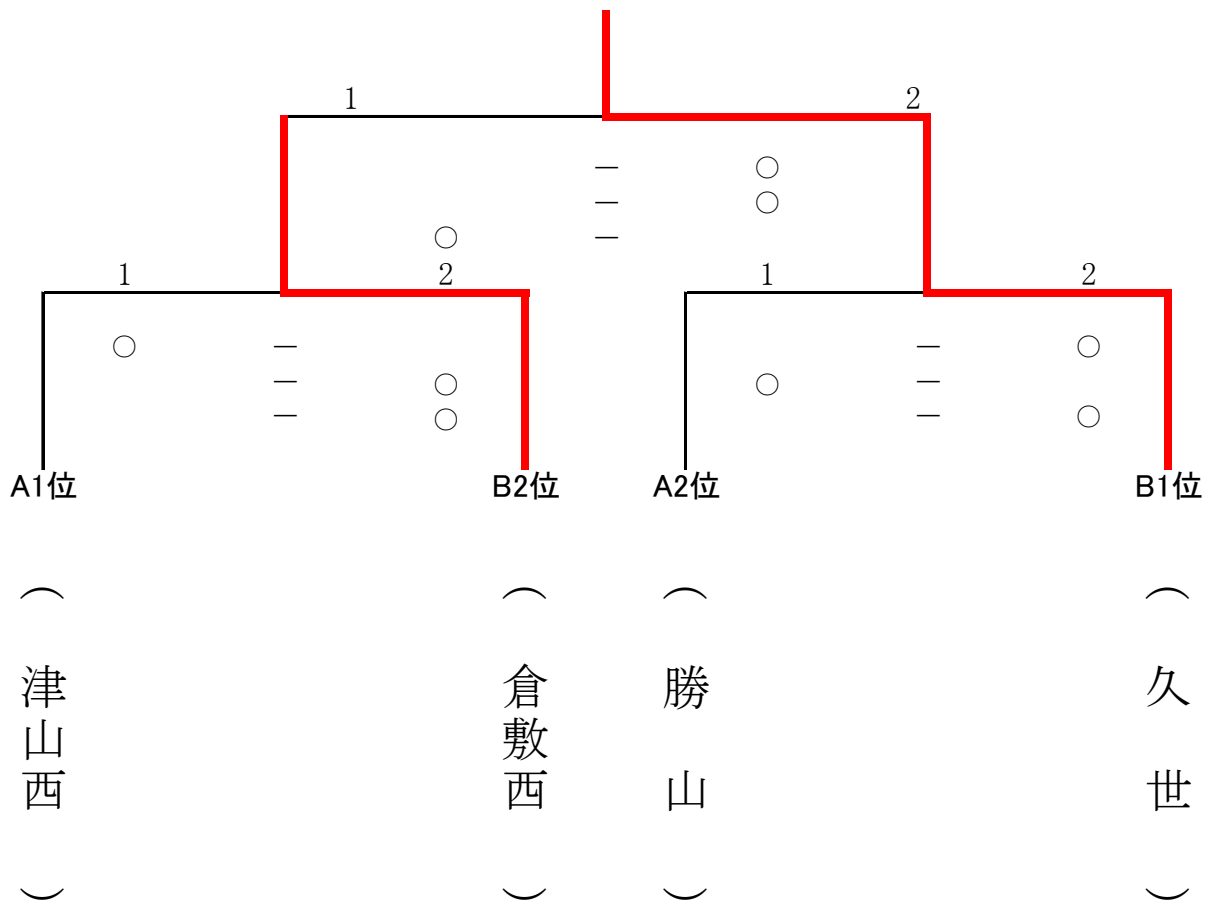 1 2
― ○
― ○
○ ―
1 2 1 2
○ ― ― ○
― ○ ○ ―
― ○ ― ○
A1位 B2位 A2位 B1位
（津山西）
（倉敷西）
（勝山）
（久世）